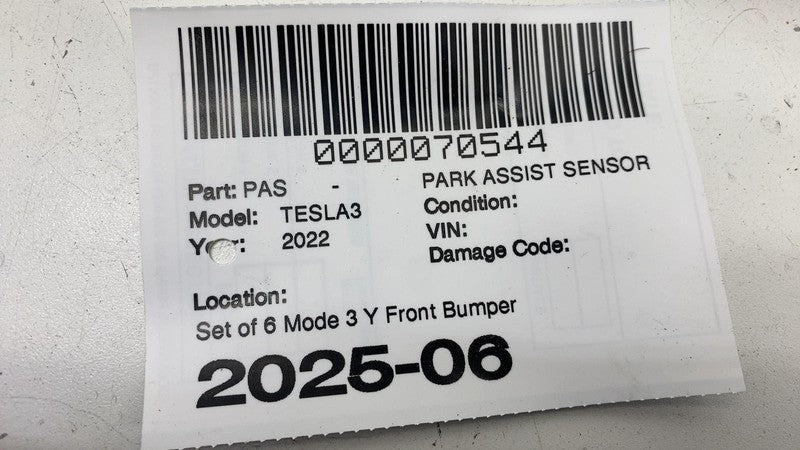 0000070544
Part: PAS - PARK ASSIST SENSOR
Model: TESLA3 Condition:
Year: 2022 VIN:
Damage Code:
Location:
Set of 6 Mode 3 Y Front Bumper
2025-06